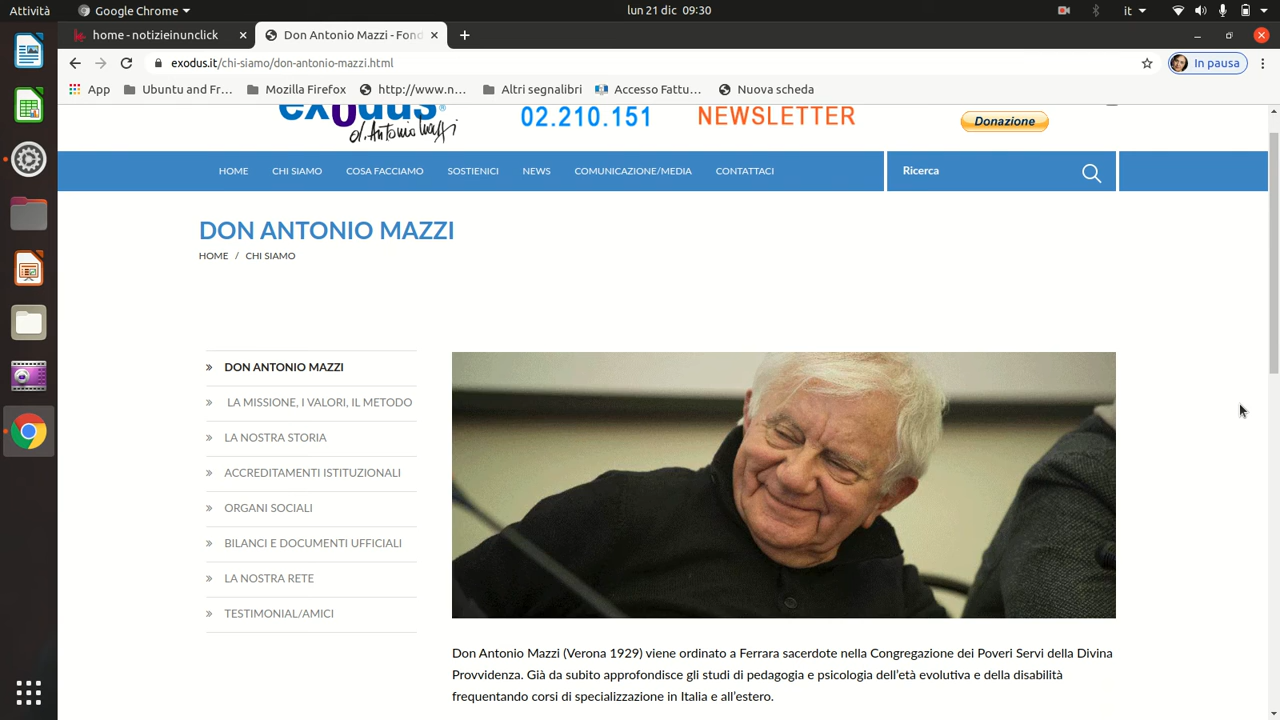 Attività
Google Chrome
lun 21 dic 09:30
it
home - notizieinunclick
Don Antonio Mazzi - Fond
exodus.it/chi-siamo/don-antonio-mazzi.html
In pausa
App
Ubuntu and Fr...
Mozilla Firefox
http://www.n...
Altri segnalibri
Accesso Fattu...
Nuova scheda
exodus®
d. Antonio Mazzi
02.210.151
NEWSLETTER
Donazione
HOME
CHI SIAMO
COSA FACCIAMO
SOSTIENICI
NEWS
COMUNICAZIONE/MEDIA
CONTATTACI
Ricerca
DON ANTONIO MAZZI
HOME / CHI SIAMO
» DON ANTONIO MAZZI
» LA MISSIONE, I VALORI, IL METODO
» LA NOSTRA STORIA
» ACCREDITAMENTI ISTITUZIONALI
» ORGANI SOCIALI
» BILANCI E DOCUMENTI UFFICIALI
» LA NOSTRA RETE
» TESTIMONIAL/AMICI
Don Antonio Mazzi (Verona 1929) viene ordinato a Ferrara sacerdote nella Congregazione dei Poveri Servi della Divina
Provvidenza. Già da subito approfondisce gli studi di pedagogia e psicologia dell'età evolutiva e della disabilità
frequentando corsi di specializzazione in Italia e all'estero.